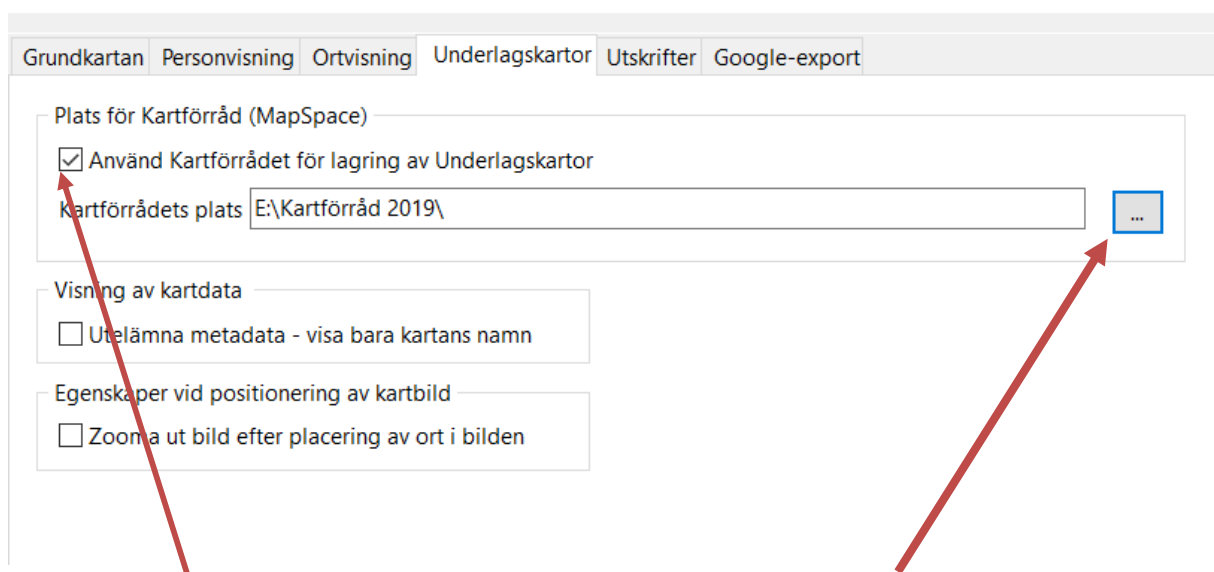 Grundkartan Personvisning Ortvisning Underlagskartor Utskrifter Google-export
Plats för Kartförråd (MapSpace)
Använd Kartförrådet för lagring av Underlagskartor
Kartförrådets plats E:\Kartförråd 2019\ ...
Visning av kartdata
Utelämna metadata - visa bara kartans namn
Egenskaper vid positionering av kartbild
Zooma ut bild efter placering av ort i bilden